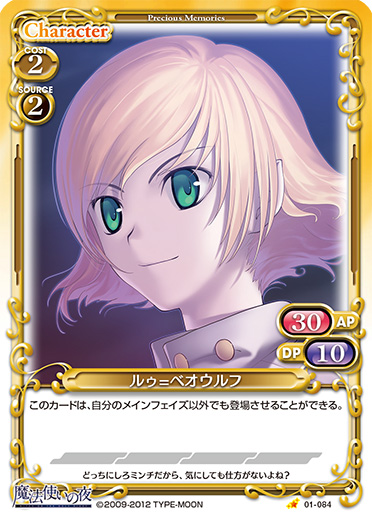 Precious Memories
Character
COST
2
SOURCE
2
30 AP
DP 10
ルゥ=ベオウルフ
このカードは、自分のメインフェイズ以外でも登場させることができる。
どっちにしろミンチだから、気にしても仕方がないよね?
魔法使いの夜
©2009-2012 TYPE-MOON
01-084